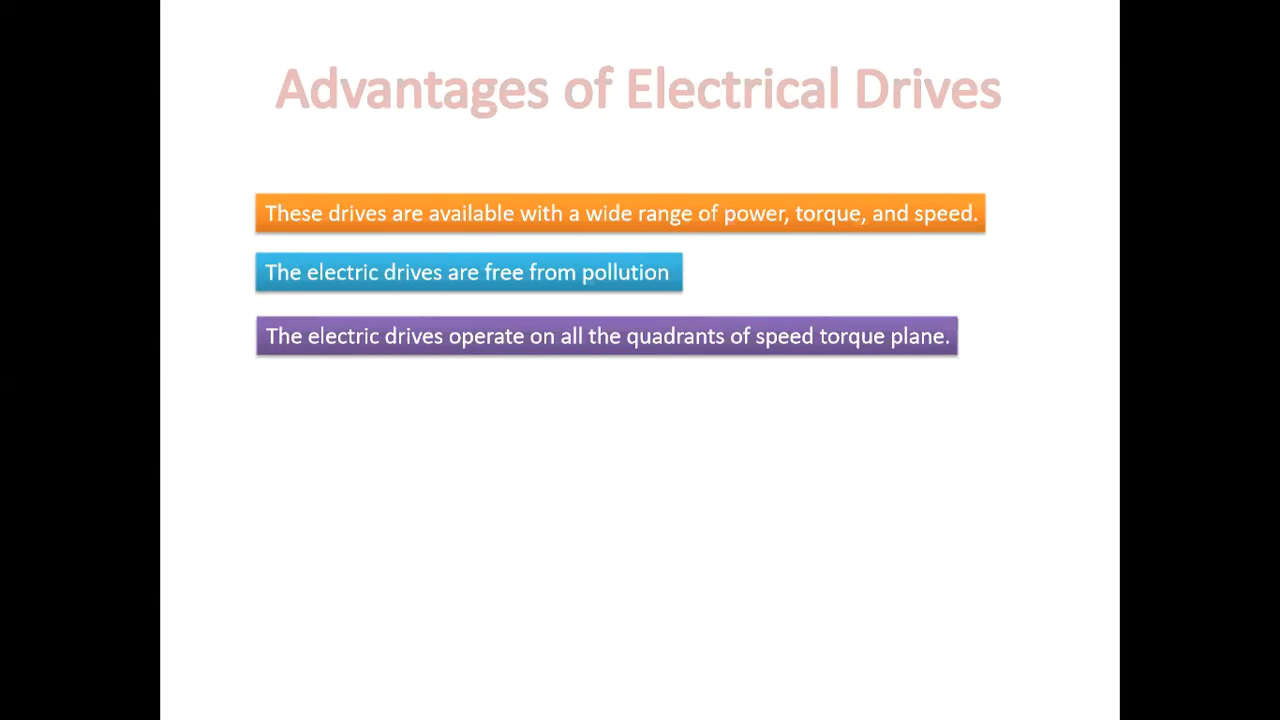 Advantages of Electrical Drives
These drives are available with a wide range of power, torque, and speed.
The electric drives are free from pollution
The electric drives operate on all the quadrants of speed torque plane.